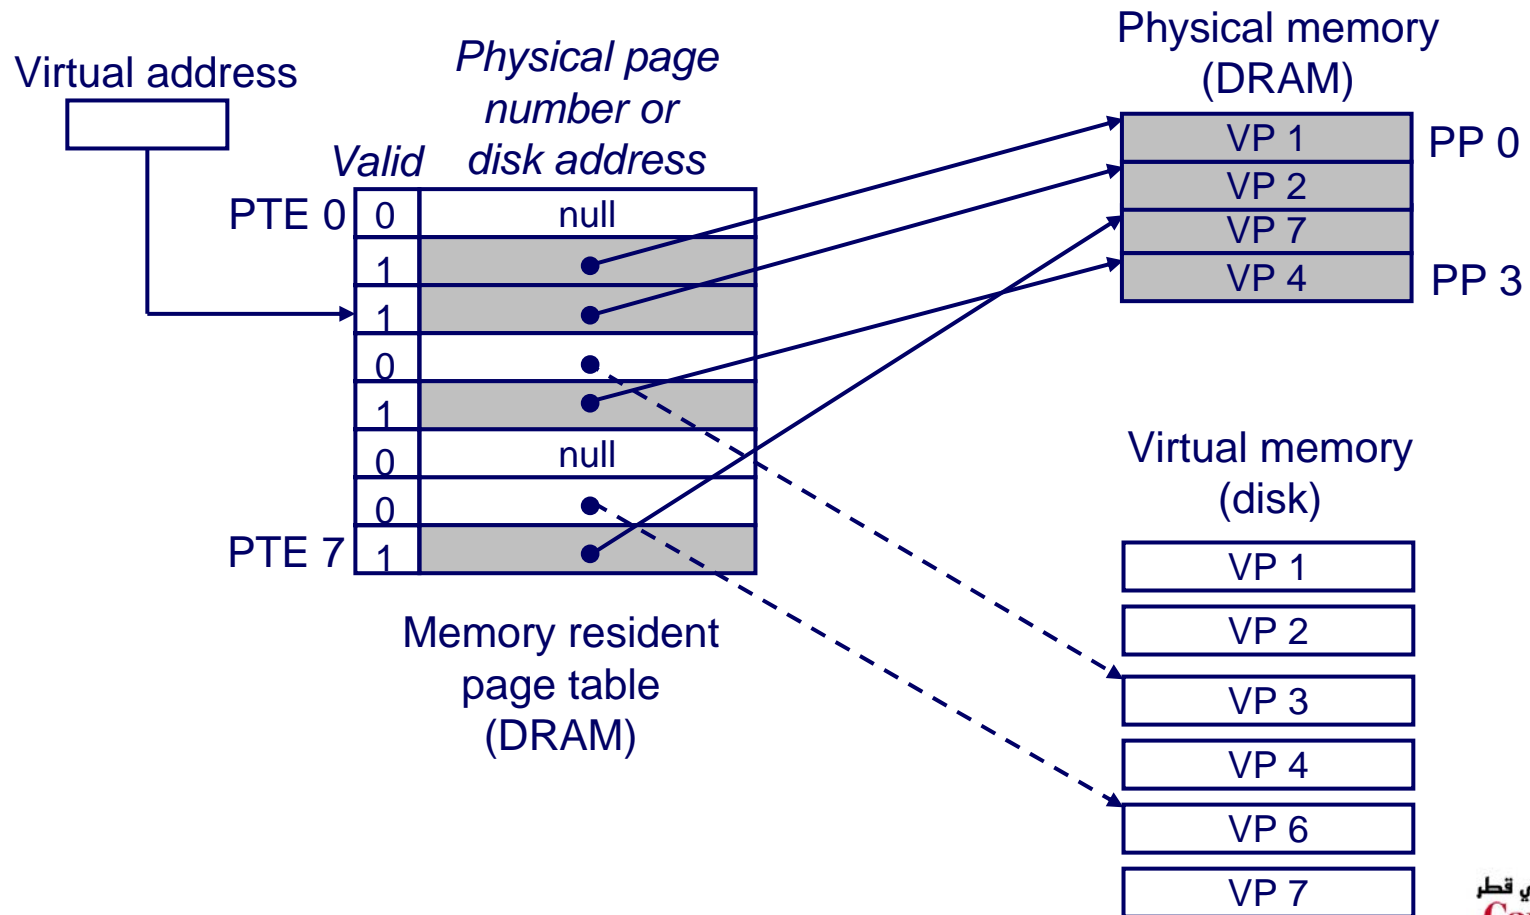 Virtual address
Physical page
number or
disk address
Valid
PTE 0
0
null
1
1
0
1
0
null
0
PTE 7
1
Memory resident
page table
(DRAM)
Physical memory
(DRAM)
VP 1
PP 0
VP 2
VP 7
VP 4
PP 3
Virtual memory
(disk)
VP 1
VP 2
VP 3
VP 4
VP 6
VP 7
قطر